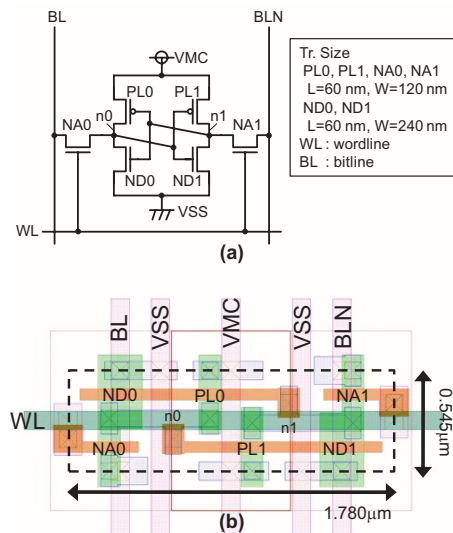 BL
BLN
VMC
PL0
PL1
n0
n1
NA0
NA1
ND0
ND1
VSS
WL
(a)
Tr. Size
PL0, PL1, NA0, NA1
L=60 nm, W=120 nm
ND0, ND1
L=60 nm, W=240 nm
WL : wordline
BL : bitline
BL
VSS
VMC
VSS
BLN
ND0
PL0
NA1
WL
n0
n1
NA0
PL1
ND1
0.545μm
1.780μm
(b)